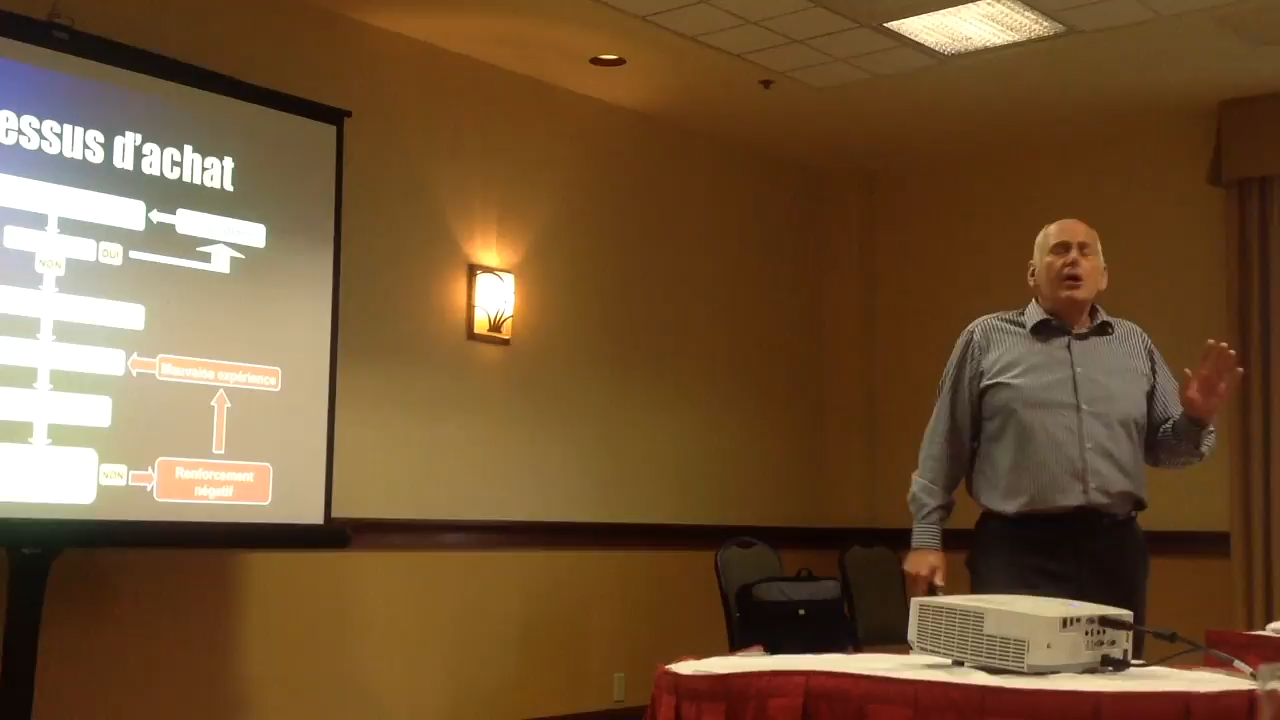 essus d'achat
OUI
NON
Mauvaise expérience
NON
Renforcement
négatif